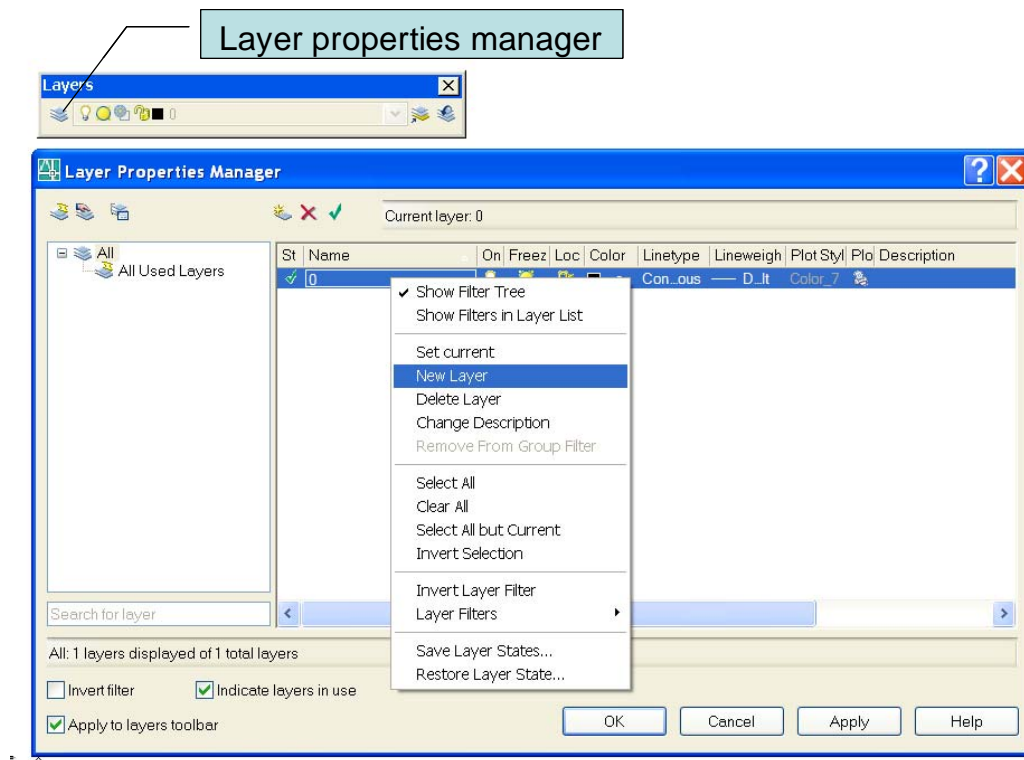 Layer properties manager
Layers
0
Layer Properties Manager
Current layer: 0
All
All Used Layers
St Name On Freez Loc Color Linetype Lineweigh Plot Styl Plo Description
0 Con...ous D...lt Color_7
Show Filter Tree
Show Filters in Layer List
Set current
New Layer
Delete Layer
Change Description
Remove From Group Filter
Select All
Clear All
Select All but Current
Invert Selection
Invert Layer Filter
Layer Filters
Save Layer States...
Restore Layer State...
Search for layer
All: 1 layers displayed of 1 total layers
Invert filter
Indicate layers in use
Apply to layers toolbar
OK
Cancel
Apply
Help